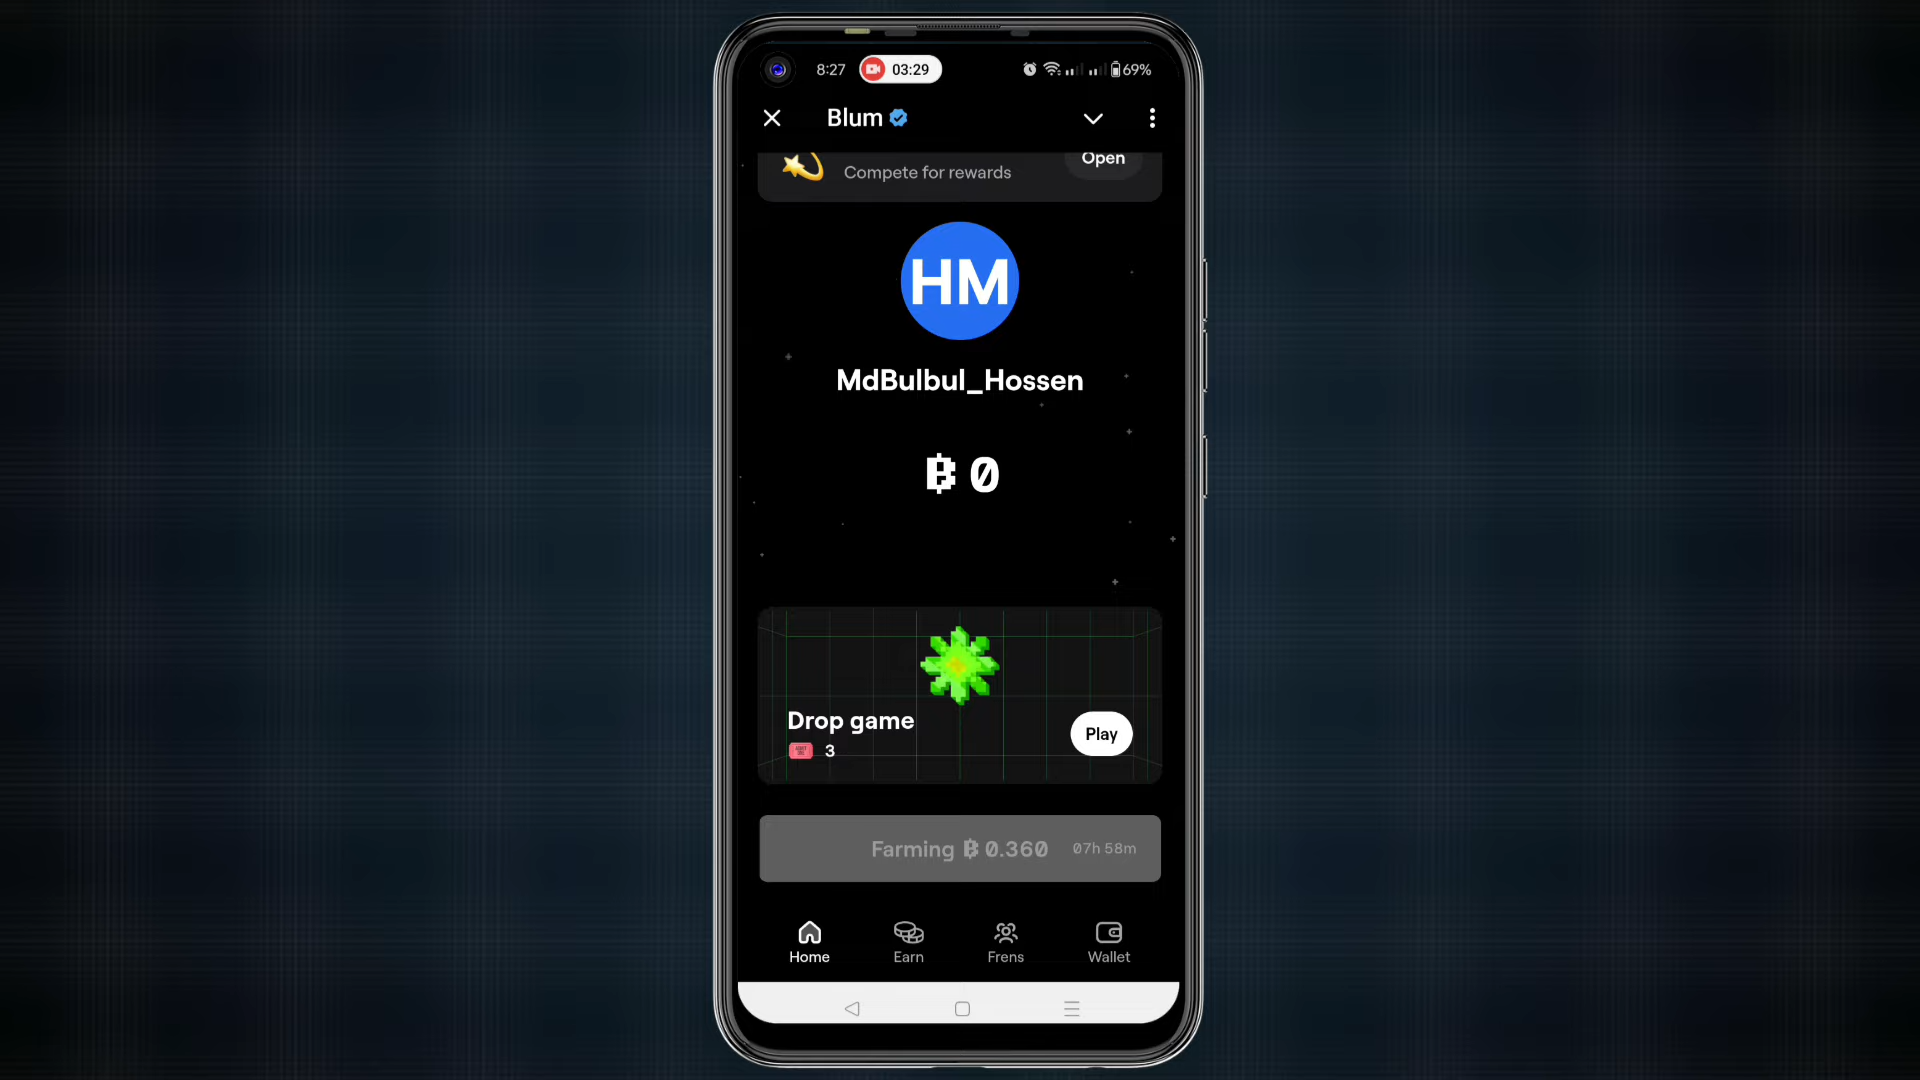 8:27 03:29 69%
Blum
Open
Compete for rewards
HM
MdBulbul_Hossen
0
Drop game
3
Play
Farming 0.360 07h 58m
Home Earn Frens Wallet